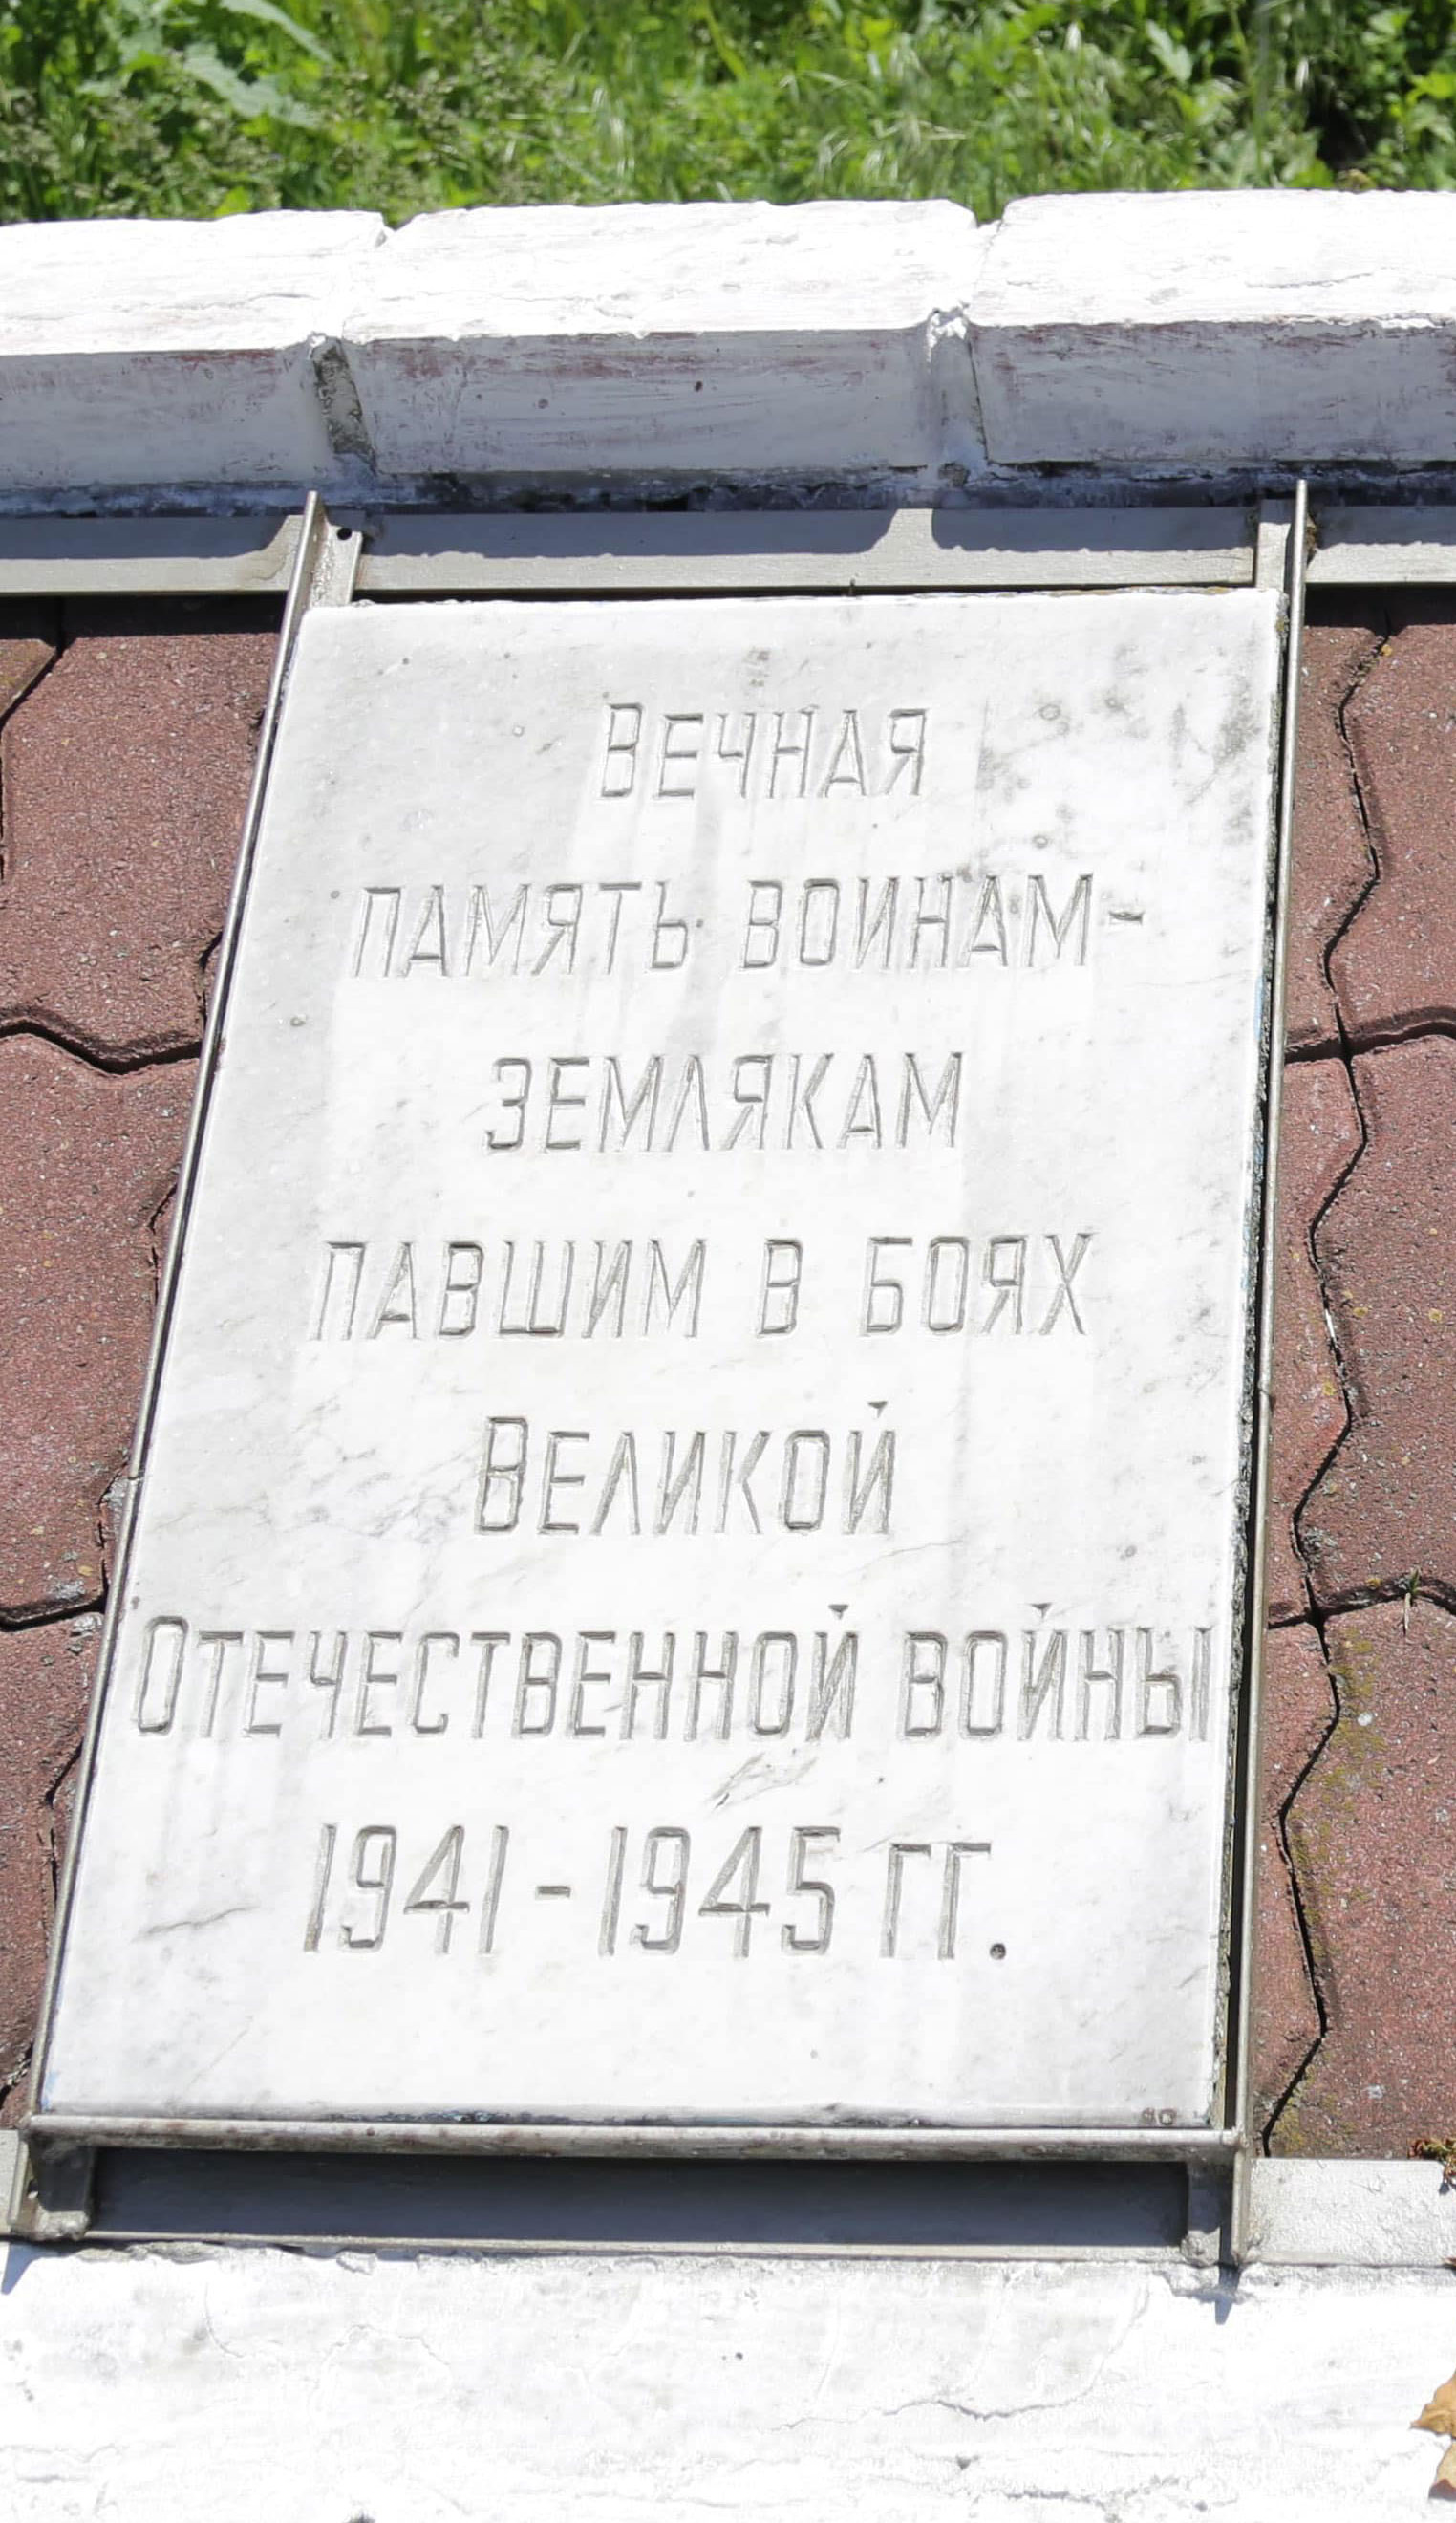 Вечная
память воинам-
землякам
павшим в боях
Великой
Отечественной войны
1941-1945 гг.